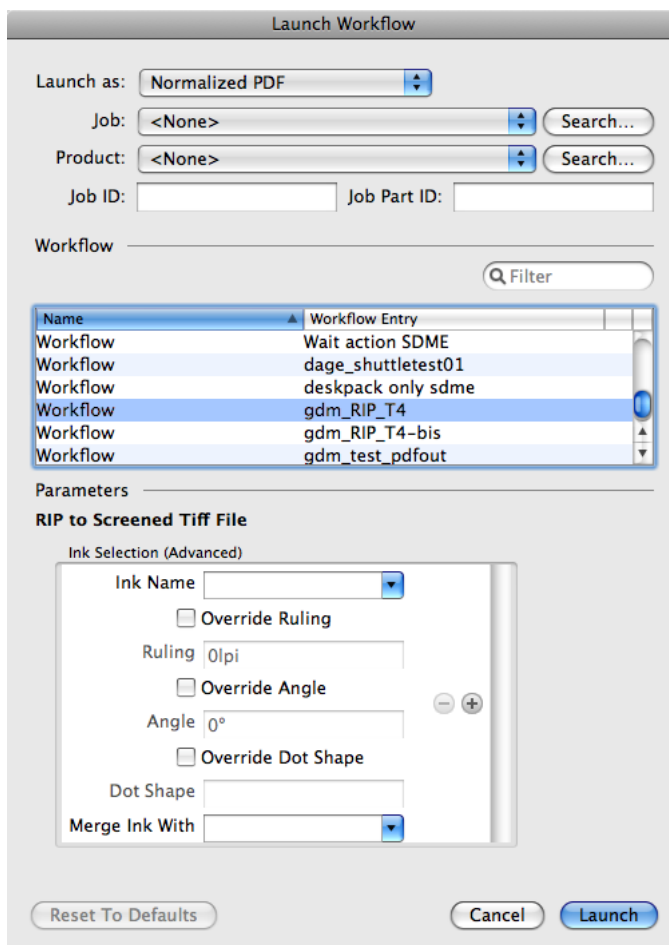 Launch Workflow
Launch as: Normalized PDF
Job: <None> Search...
Product: <None> Search...
Job ID: Job Part ID:
Workflow
Filter
Name Workflow Entry
Workflow Wait action SDME
Workflow dage_shuttletest01
Workflow deskpack only sdme
Workflow gdm_RIP_T4
Workflow gdm_RIP_T4-bis
Workflow gdm_test_pdfout
Parameters
RIP to Screened Tiff File
Ink Selection (Advanced)
Ink Name
Override Ruling
Ruling 0lpi
Override Angle
Angle 0°
Override Dot Shape
Dot Shape
Merge Ink With
Reset To Defaults Cancel Launch